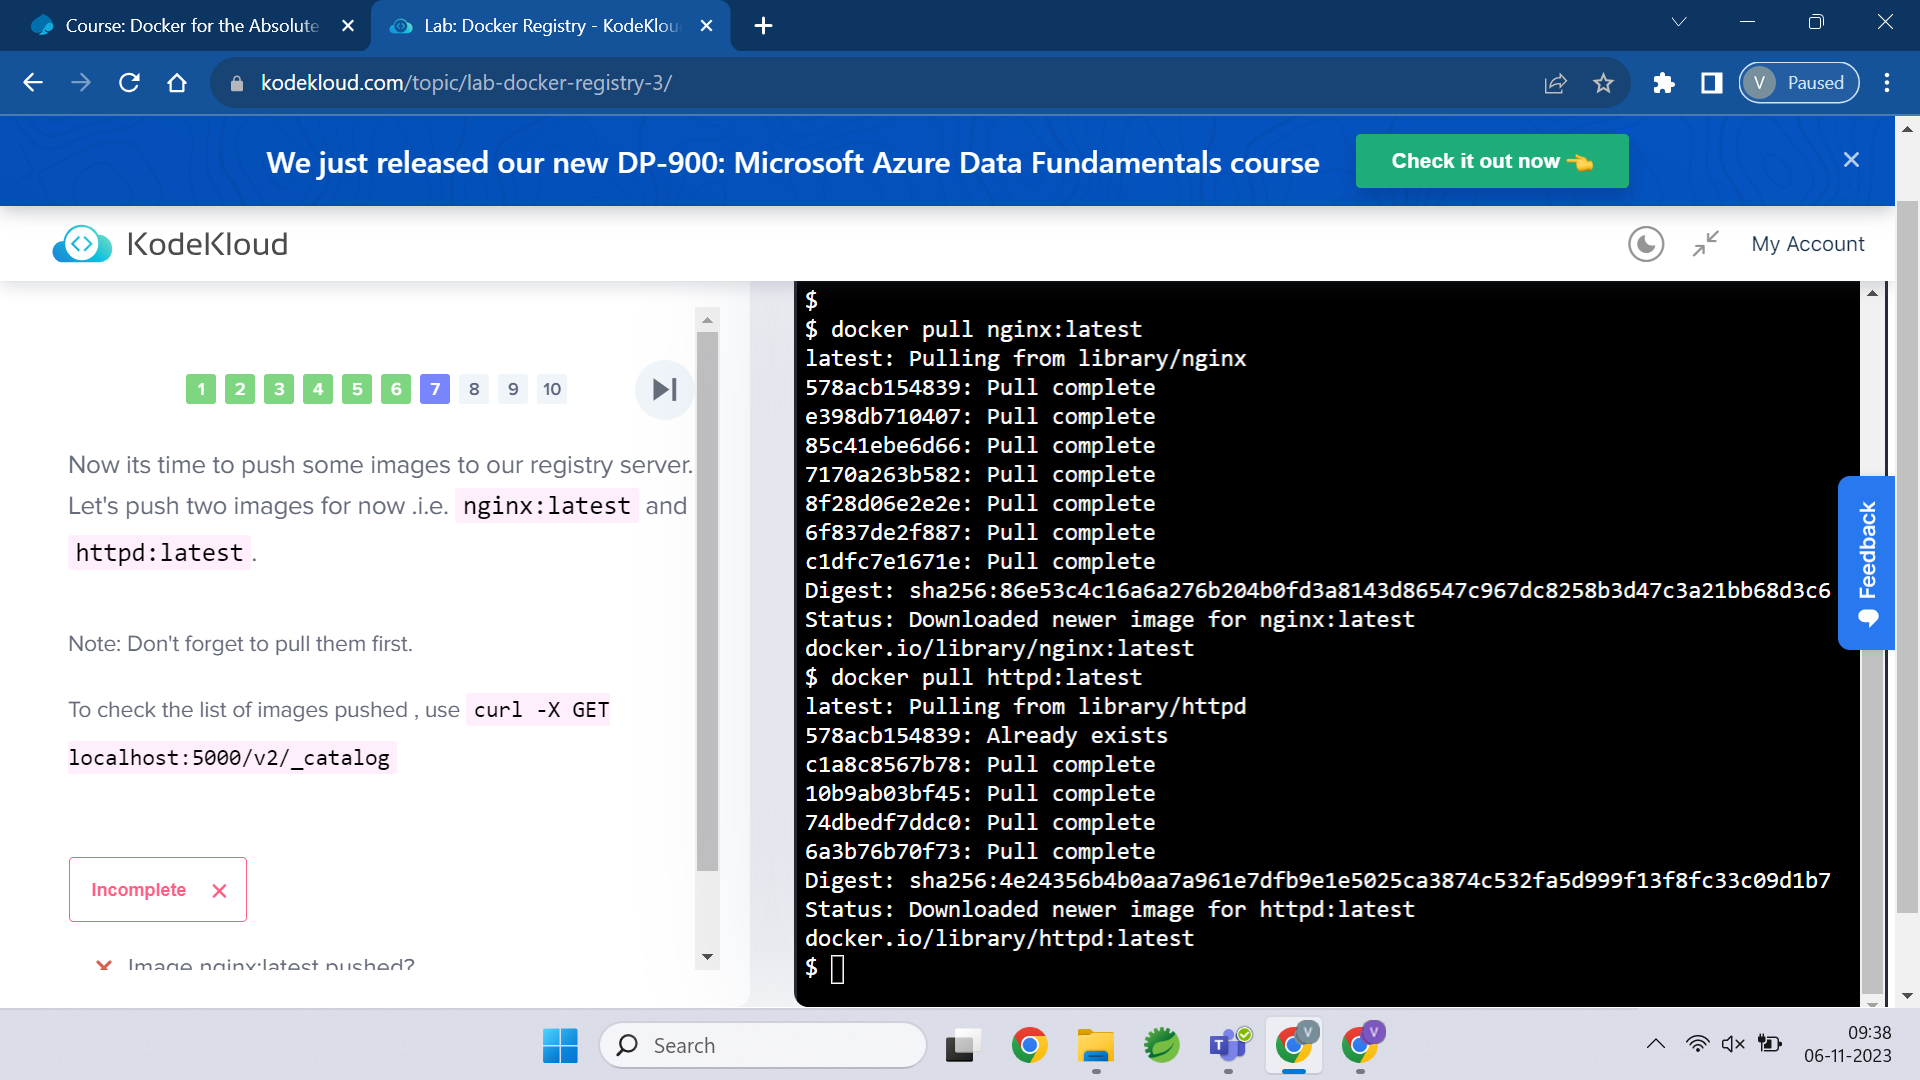 Course: Docker for the Absolute
Lab: Docker Registry - KodeKlou
kodekloud.com/topic/lab-docker-registry-3/
V Paused
We just released our new DP-900: Microsoft Azure Data Fundamentals course
Check it out now 👈
KodeKloud
My Account
1 2 3 4 5 6 7 8 9 10
Now its time to push some images to our registry server.
Let's push two images for now .i.e. nginx:latest and
httpd:latest .
Note: Don't forget to pull them first.
To check the list of images pushed , use curl -X GET
localhost:5000/v2/_catalog
Incomplete
Image nginx:latest pushed?
$
$ docker pull nginx:latest
latest: Pulling from library/nginx
578acb154839: Pull complete
e398db710407: Pull complete
85c41ebe6d66: Pull complete
7170a263b582: Pull complete
8f28d06e2e2e: Pull complete
6f837de2f887: Pull complete
c1dfc7e1671e: Pull complete
Digest: sha256:86e53c4c16a6a276b204b0fd3a8143d86547c967dc8258b3d47c3a21bb68d3c6
Status: Downloaded newer image for nginx:latest
docker.io/library/nginx:latest
$ docker pull httpd:latest
latest: Pulling from library/httpd
578acb154839: Already exists
c1a8c8567b78: Pull complete
10b9ab03bf45: Pull complete
74dbedf7ddc0: Pull complete
6a3b76b70f73: Pull complete
Digest: sha256:4e24356b4b0aa7a961e7dfb9e1e5025ca3874c532fa5d999f13f8fc33c09d1b7
Status: Downloaded newer image for httpd:latest
docker.io/library/httpd:latest
$
Feedback
Search
T
V
V
09:38
06-11-2023